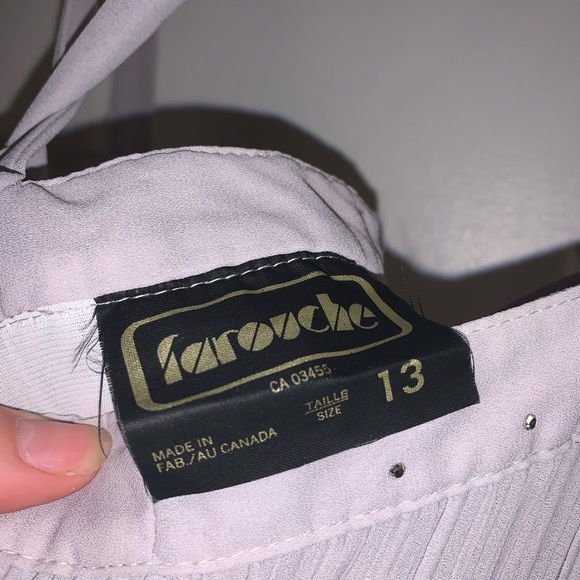 farouche
CA 03455
TAILLE
SIZE
13
MADE IN
FAB./AU CANADA